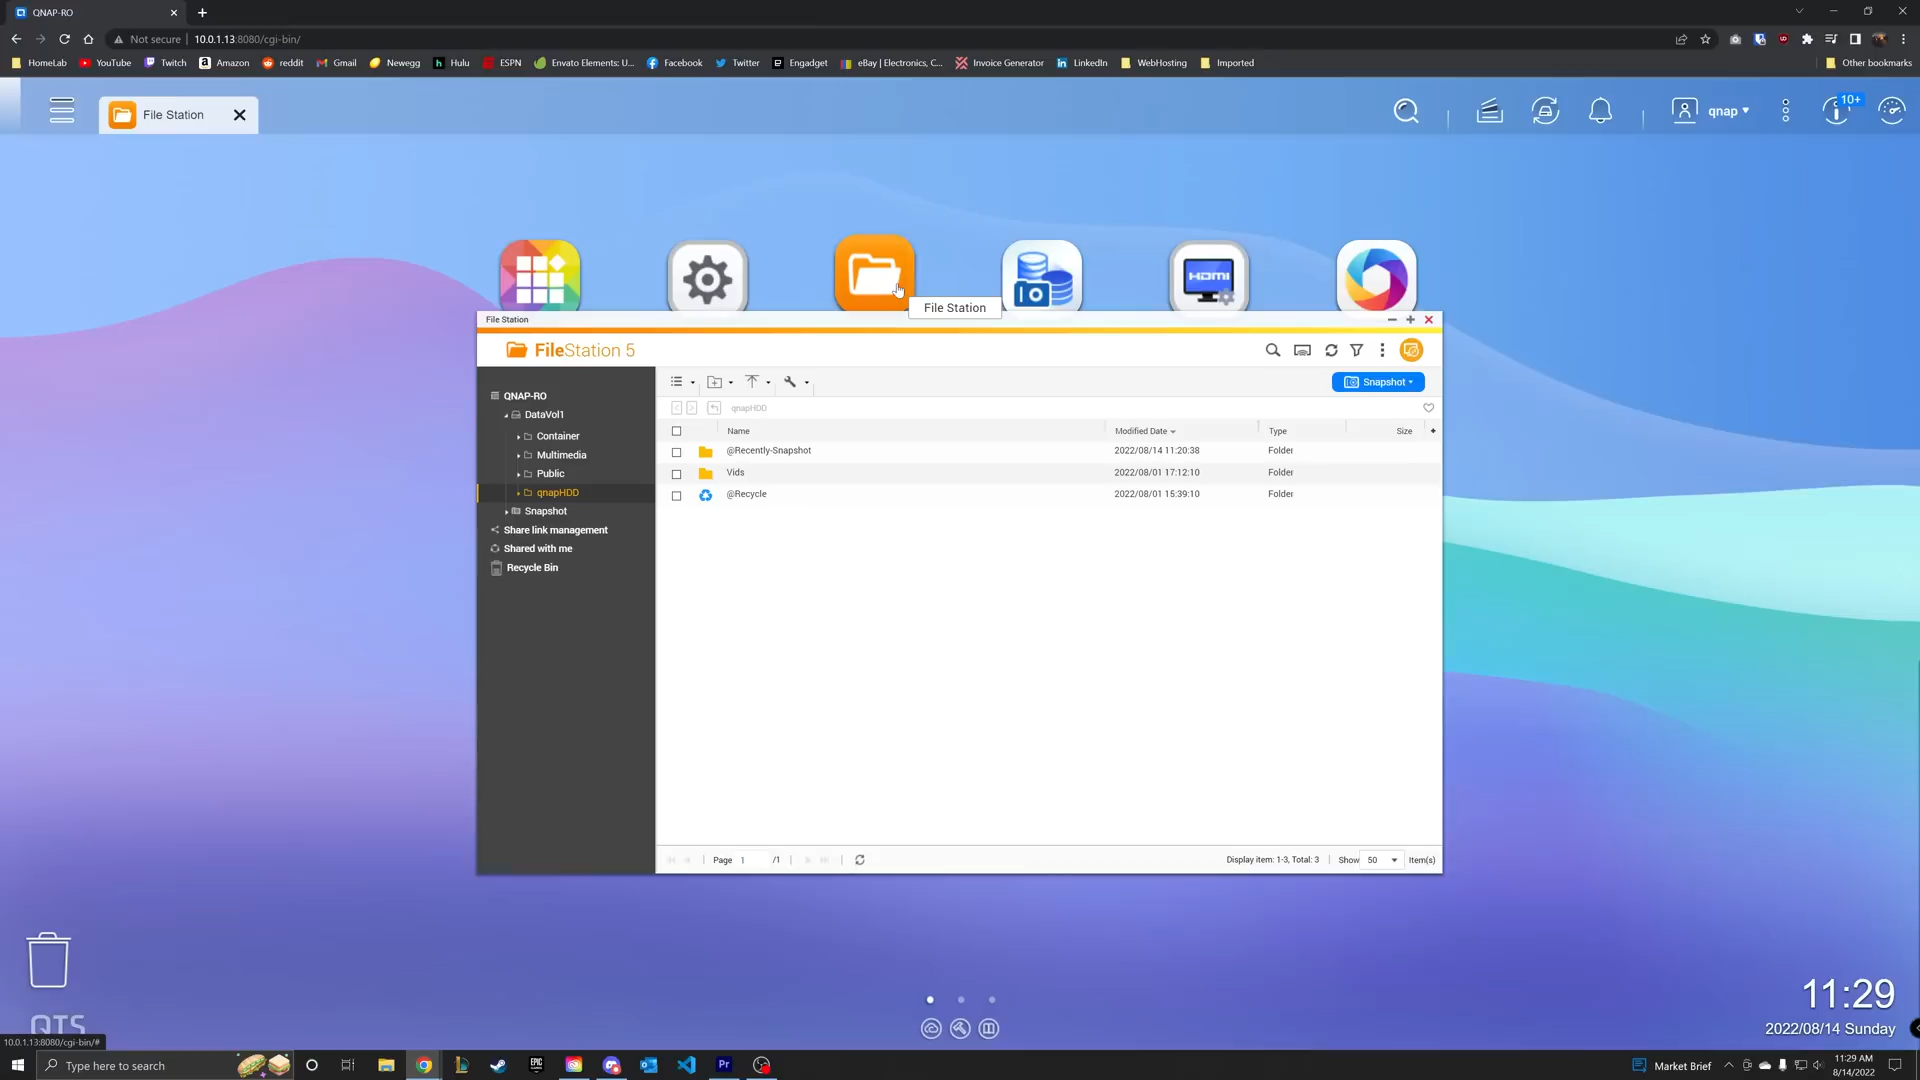 QNAP-RO
Not secure 10.0.1.13:8080/cgi-bin/
HomeLab YouTube Twitch Amazon reddit Gmail Newegg Hulu ESPN Envato Elements: U... Facebook Twitter Engadget eBay | Electronics, C... Invoice Generator LinkedIn WebHosting Imported Other bookmarks
File Station qnap 10+
HDMI
File Station
File Station
FileStation 5
QNAP-RO
DataVol1
Container
Multimedia
Public
qnapHDD
Snapshot
Share link management
Shared with me
Recycle Bin
Snapshot
qnapHDD
Name Modified Date Type Size
@Recently-Snapshot 2022/08/14 11:20:38 Folder
Vids 2022/08/01 17:12:10 Folder
@Recycle 2022/08/01 15:39:10 Folder
Page 1 /1 Display item: 1-3, Total: 3 Show 50 Item(s)
11:29
2022/08/14 Sunday
QTS
10.0.1.13:8080/cgi-bin/#
Type here to search
EPIC
Pr
Market Brief
11:29 AM
8/14/2022